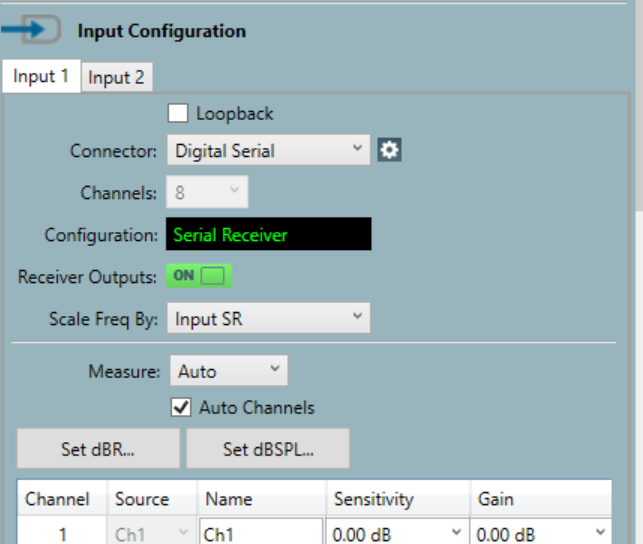 Input Configuration
Input 1 Input 2
Loopback
Connector: Digital Serial
Channels: 8
Configuration: Serial Receiver
Receiver Outputs: ON
Scale Freq By: Input SR
Measure: Auto
Auto Channels
Set dBR... Set dBSPL...
Channel Source Name Sensitivity Gain
1 Ch1 Ch1 0.00 dB 0.00 dB